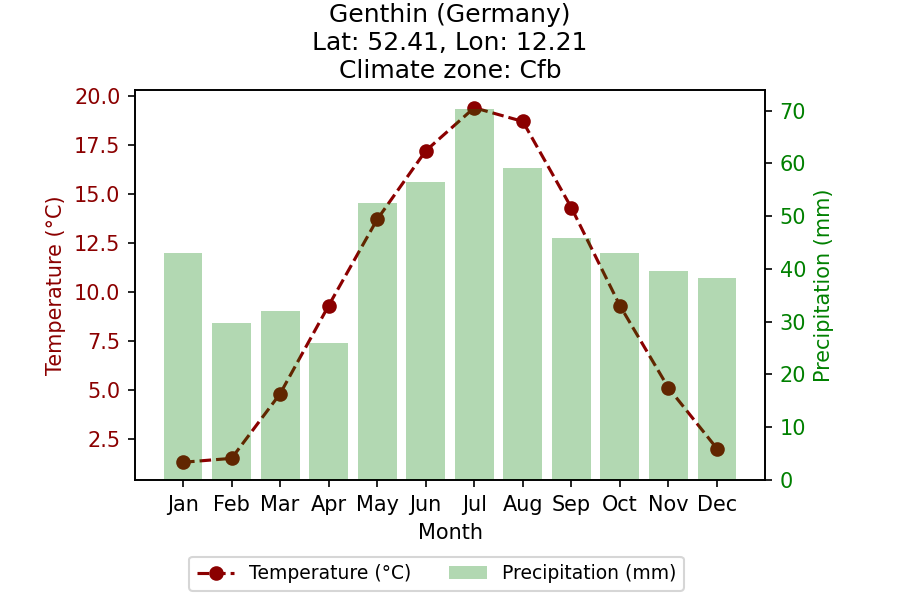 Genthin (Germany)
Lat: 52.41, Lon: 12.21
Climate zone: Cfb
Temperature (°C)
20.0
17.5
15.0
12.5
10.0
7.5
5.0
2.5
70
60
50
40
30
20
10
0
Precipitation (mm)
Jan Feb Mar Apr May Jun Jul Aug Sep Oct Nov Dec
Month
Temperature (°C) Precipitation (mm)